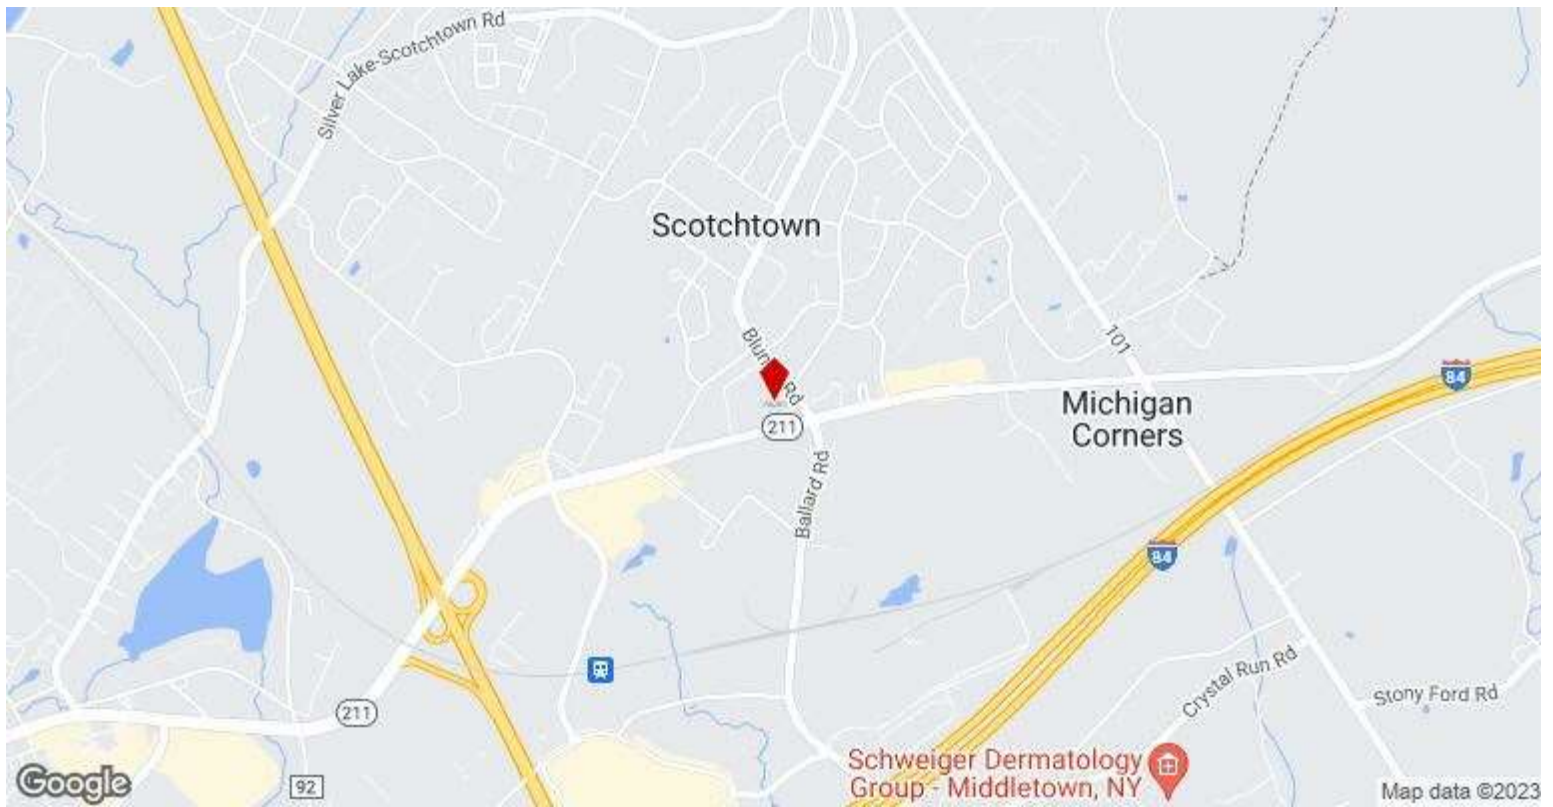 Silver Lake-Scotchtown Rd
Scotchtown
101
84
Rd
Michigan
Corners
211
Ballard Rd
84
Crystal Run Rd
Stony Ford Rd
211
Schweiger Dermatology
Group - Middletown, NY
92
Google
Map data ©2023